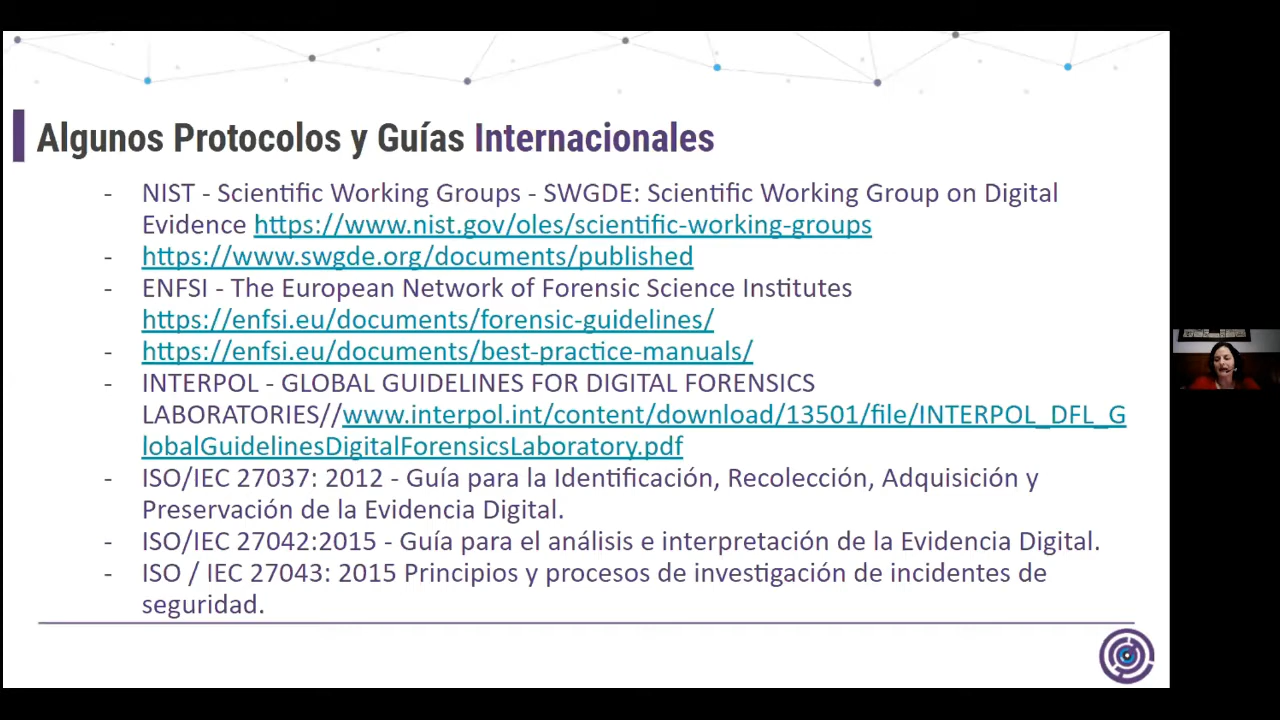 Algunos Protocolos y Guías Internacionales
- NIST - Scientific Working Groups - SWGDE: Scientific Working Group on Digital
Evidence https://www.nist.gov/oles/scientific-working-groups
- https://www.swgde.org/documents/published
- ENFSI - The European Network of Forensic Science Institutes
https://enfsi.eu/documents/forensic-guidelines/
- https://enfsi.eu/documents/best-practice-manuals/
- INTERPOL - GLOBAL GUIDELINES FOR DIGITAL FORENSICS
LABORATORIES//www.interpol.int/content/download/13501/file/INTERPOL_DFL_G
lobalGuidelinesDigitalForensicsLaboratory.pdf
- ISO/IEC 27037: 2012 - Guía para la Identificación, Recolección, Adquisición y
Preservación de la Evidencia Digital.
- ISO/IEC 27042:2015 - Guía para el análisis e interpretación de la Evidencia Digital.
- ISO / IEC 27043: 2015 Principios y procesos de investigación de incidentes de
seguridad.